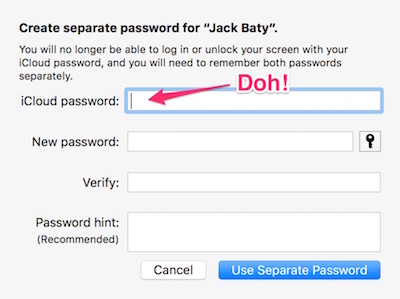 Create separate password for “Jack Baty”.
You will no longer be able to log in or unlock your screen with your
iCloud password, and you will need to remember both passwords
separately.
Doh!
iCloud password:
New password:
Verify:
Password hint:
(Recommended)
Cancel
Use Separate Password